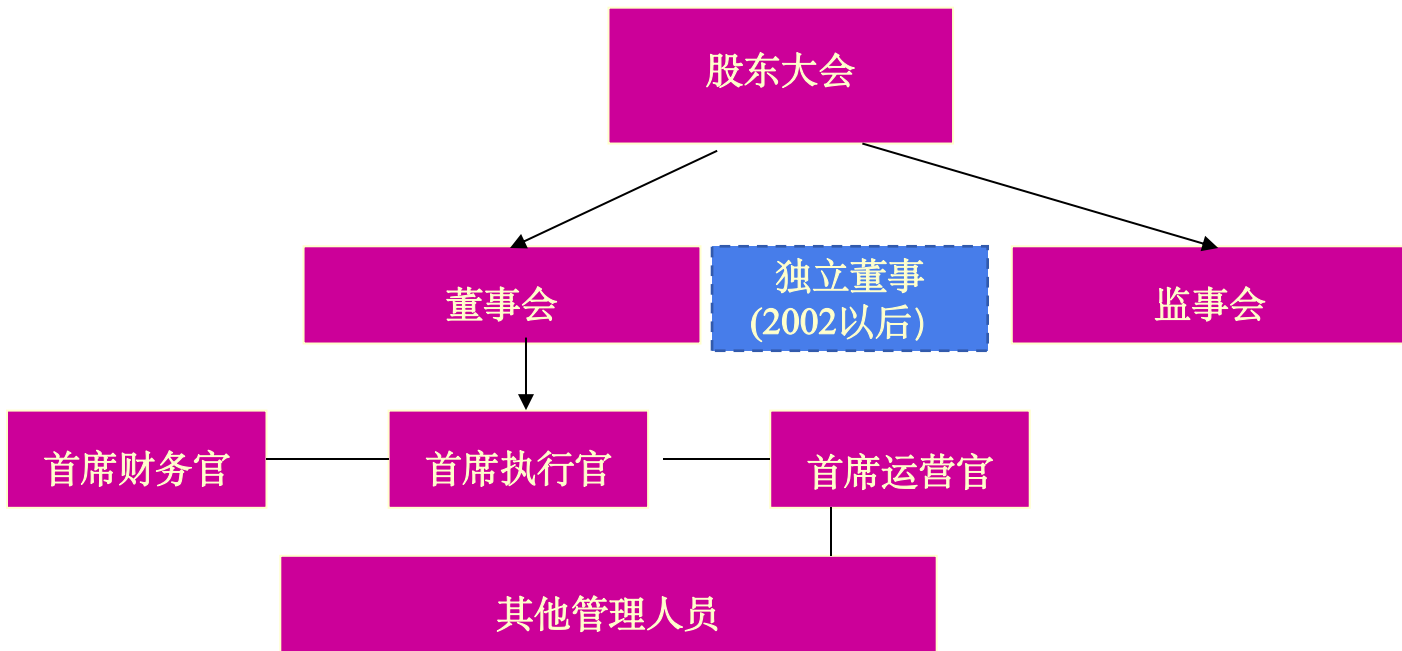 股东大会
董事会
独立董事
(2002以后)
监事会
首席财务官
首席执行官
首席运营官
其他管理人员